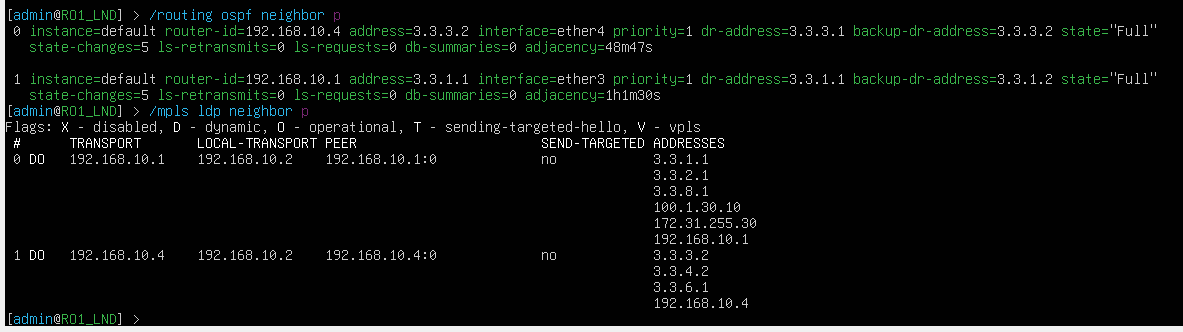 [admin@RO1_LND] > /routing ospf neighbor p
0 instance=default router-id=192.168.10.4 address=3.3.3.2 interface=ether4 priority=1 dr-address=3.3.3.1 backup-dr-address=3.3.3.2 state="Full"
state-changes=5 ls-retransmits=0 ls-requests=0 db-summaries=0 adjacency=48m47s
1 instance=default router-id=192.168.10.1 address=3.3.1.1 interface=ether3 priority=1 dr-address=3.3.1.1 backup-dr-address=3.3.1.2 state="Full"
state-changes=5 ls-retransmits=0 ls-requests=0 db-summaries=0 adjacency=1h1m30s
[admin@RO1_LND] > /mpls ldp neighbor p
Flags: X - disabled, D - dynamic, O - operational, T - sending-targeted-hello, V - vpls
# TRANSPORT LOCAL-TRANSPORT PEER SEND-TARGETED ADDRESSES
0 DO 192.168.10.1 192.168.10.2 192.168.10.1:0 no 3.3.1.1
3.3.2.1
3.3.8.1
100.1.30.10
172.31.255.30
192.168.10.1
1 DO 192.168.10.4 192.168.10.2 192.168.10.4:0 no 3.3.3.2
3.3.4.2
3.3.6.1
192.168.10.4
[admin@RO1_LND] >